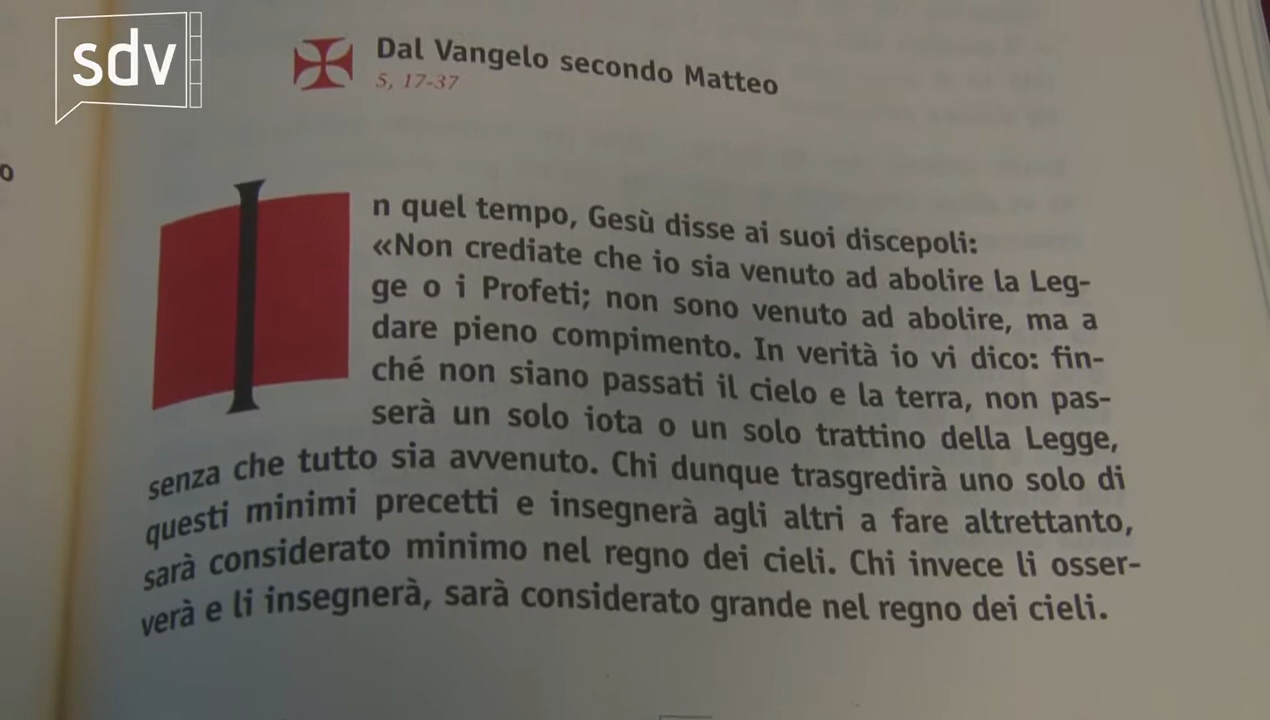 sdv
Dal Vangelo secondo Matteo
5, 17-37
o
In quel tempo, Gesù disse ai suoi discepoli:
«Non crediate che io sia venuto ad abolire la Leg-
ge o i Profeti; non sono venuto ad abolire, ma a
dare pieno compimento. In verità io vi dico: fin-
ché non siano passati il cielo e la terra, non pas-
serà un solo iota o un solo trattino della Legge,
senza che tutto sia avvenuto. Chi dunque trasgredirà uno solo di
questi minimi precetti e insegnerà agli altri a fare altrettanto,
sarà considerato minimo nel regno dei cieli. Chi invece li osser-
verà e li insegnerà, sarà considerato grande nel regno dei cieli.